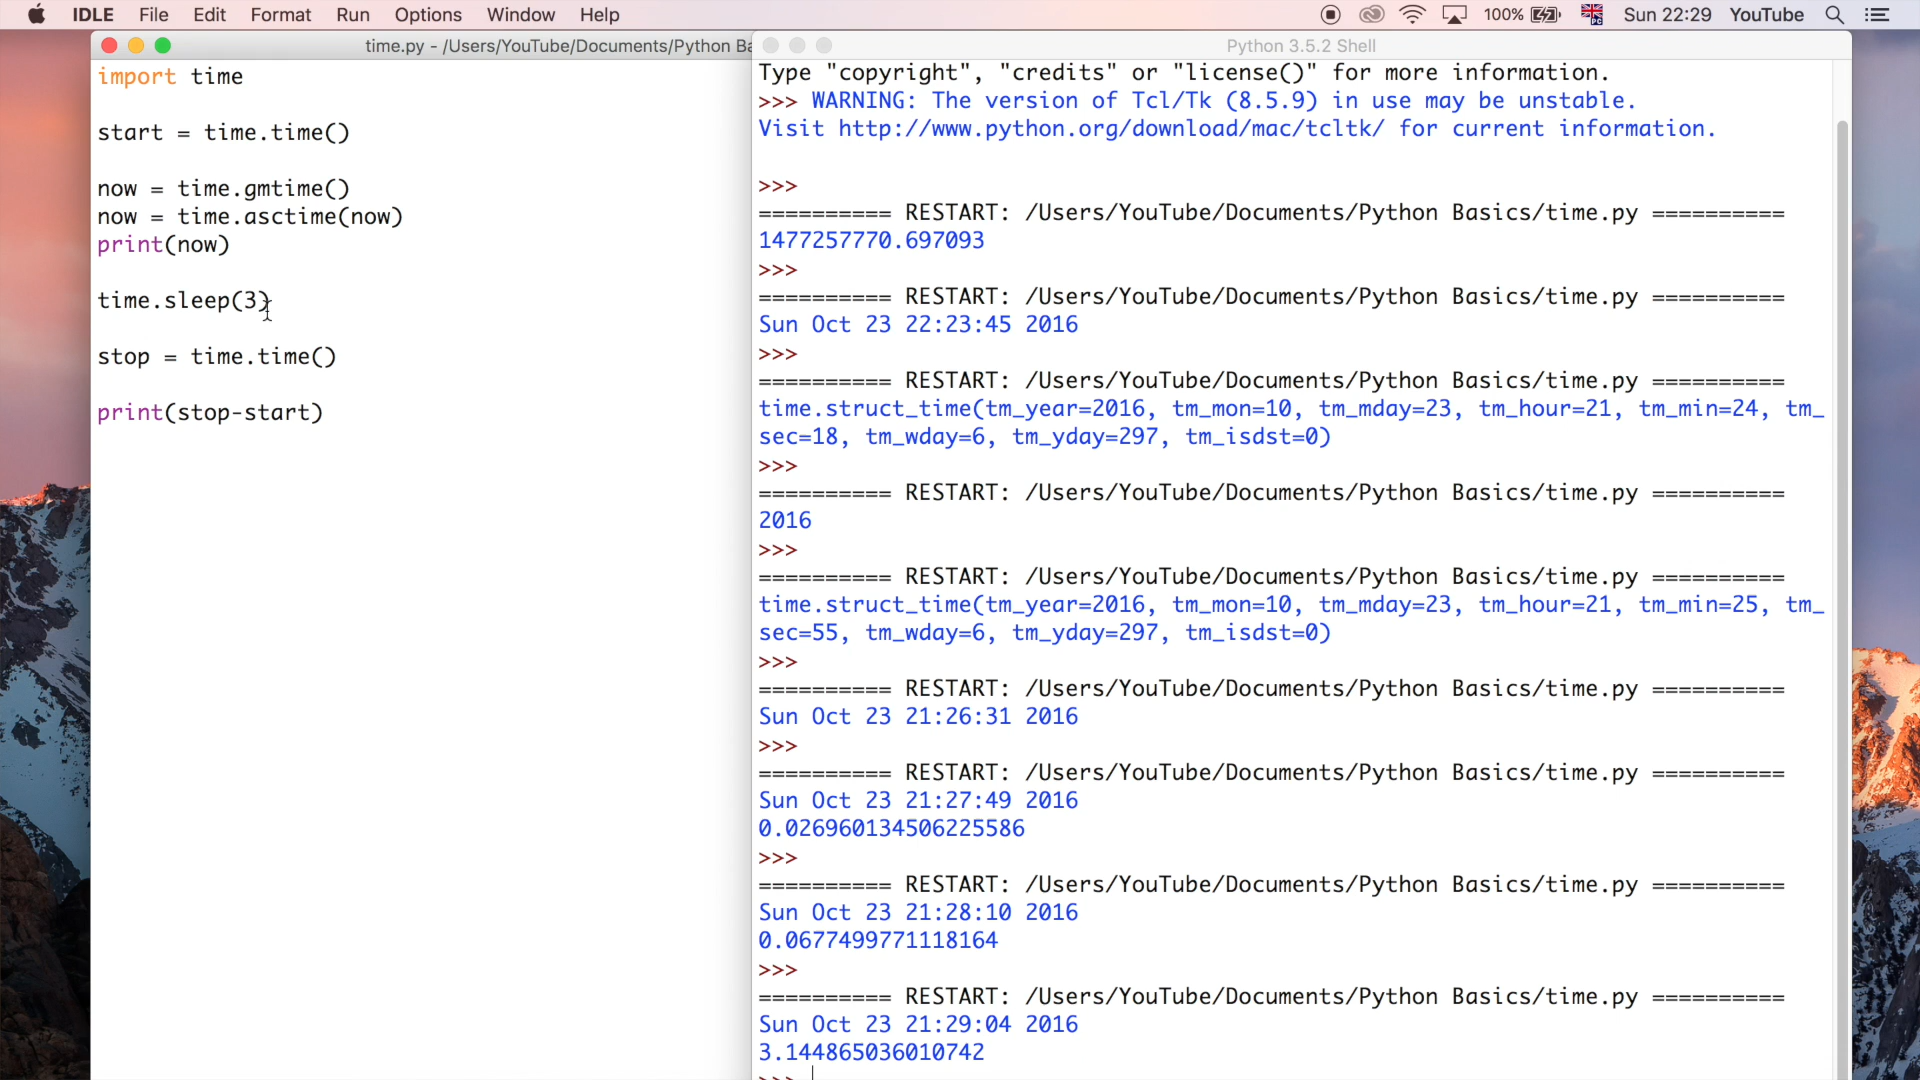 IDLE File Edit Format Run Options Window Help 100% Sun 22:29 YouTube
time.py - /Users/YouTube/Documents/Python Ba
import time
start = time.time()
now = time.gmtime()
now = time.asctime(now)
print(now)
time.sleep(3)
stop = time.time()
print(stop-start)
Python 3.5.2 Shell
Type "copyright", "credits" or "license()" for more information.
>>> WARNING: The version of Tcl/Tk (8.5.9) in use may be unstable.
Visit http://www.python.org/download/mac/tcltk/ for current information.
>>>
========== RESTART: /Users/YouTube/Documents/Python Basics/time.py ==========
1477257770.697093
>>>
========== RESTART: /Users/YouTube/Documents/Python Basics/time.py ==========
Sun Oct 23 22:23:45 2016
>>>
========== RESTART: /Users/YouTube/Documents/Python Basics/time.py ==========
time.struct_time(tm_year=2016, tm_mon=10, tm_mday=23, tm_hour=21, tm_min=24, tm_
sec=18, tm_wday=6, tm_yday=297, tm_isdst=0)
>>>
========== RESTART: /Users/YouTube/Documents/Python Basics/time.py ==========
2016
>>>
========== RESTART: /Users/YouTube/Documents/Python Basics/time.py ==========
time.struct_time(tm_year=2016, tm_mon=10, tm_mday=23, tm_hour=21, tm_min=25, tm_
sec=55, tm_wday=6, tm_yday=297, tm_isdst=0)
>>>
========== RESTART: /Users/YouTube/Documents/Python Basics/time.py ==========
Sun Oct 23 21:26:31 2016
>>>
========== RESTART: /Users/YouTube/Documents/Python Basics/time.py ==========
Sun Oct 23 21:27:49 2016
0.026960134506225586
>>>
========== RESTART: /Users/YouTube/Documents/Python Basics/time.py ==========
Sun Oct 23 21:28:10 2016
0.0677499771118164
>>>
========== RESTART: /Users/YouTube/Documents/Python Basics/time.py ==========
Sun Oct 23 21:29:04 2016
3.144865036010742
>>>